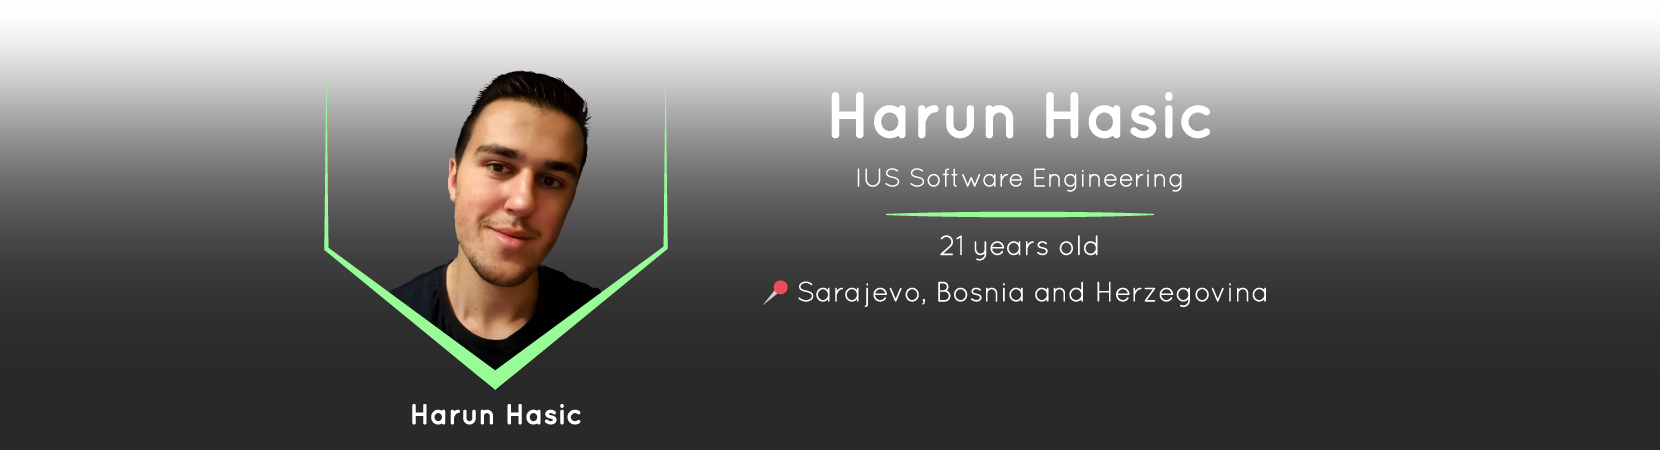 Harun Hasic
IUS Software Engineering
21 years old
Sarajevo, Bosnia and Herzegovina
Harun Hasic